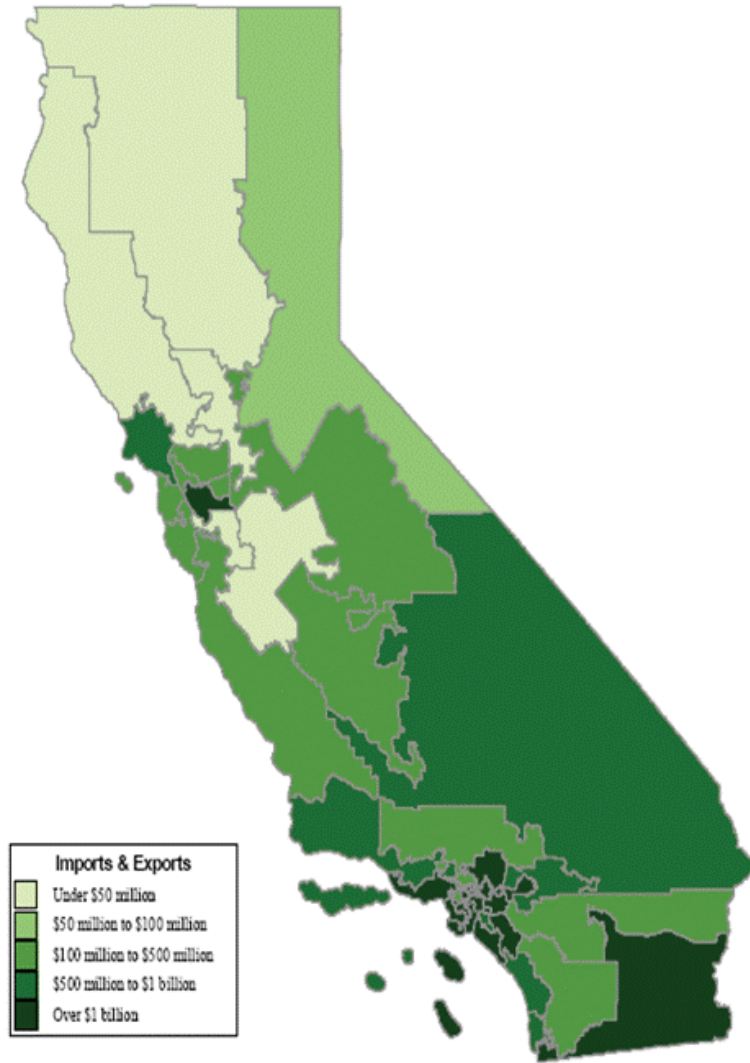 Imports & Exports
Under $50 million
$50 million to $100 million
$100 million to $500 million
$500 million to $1 billion
Over $1 billion